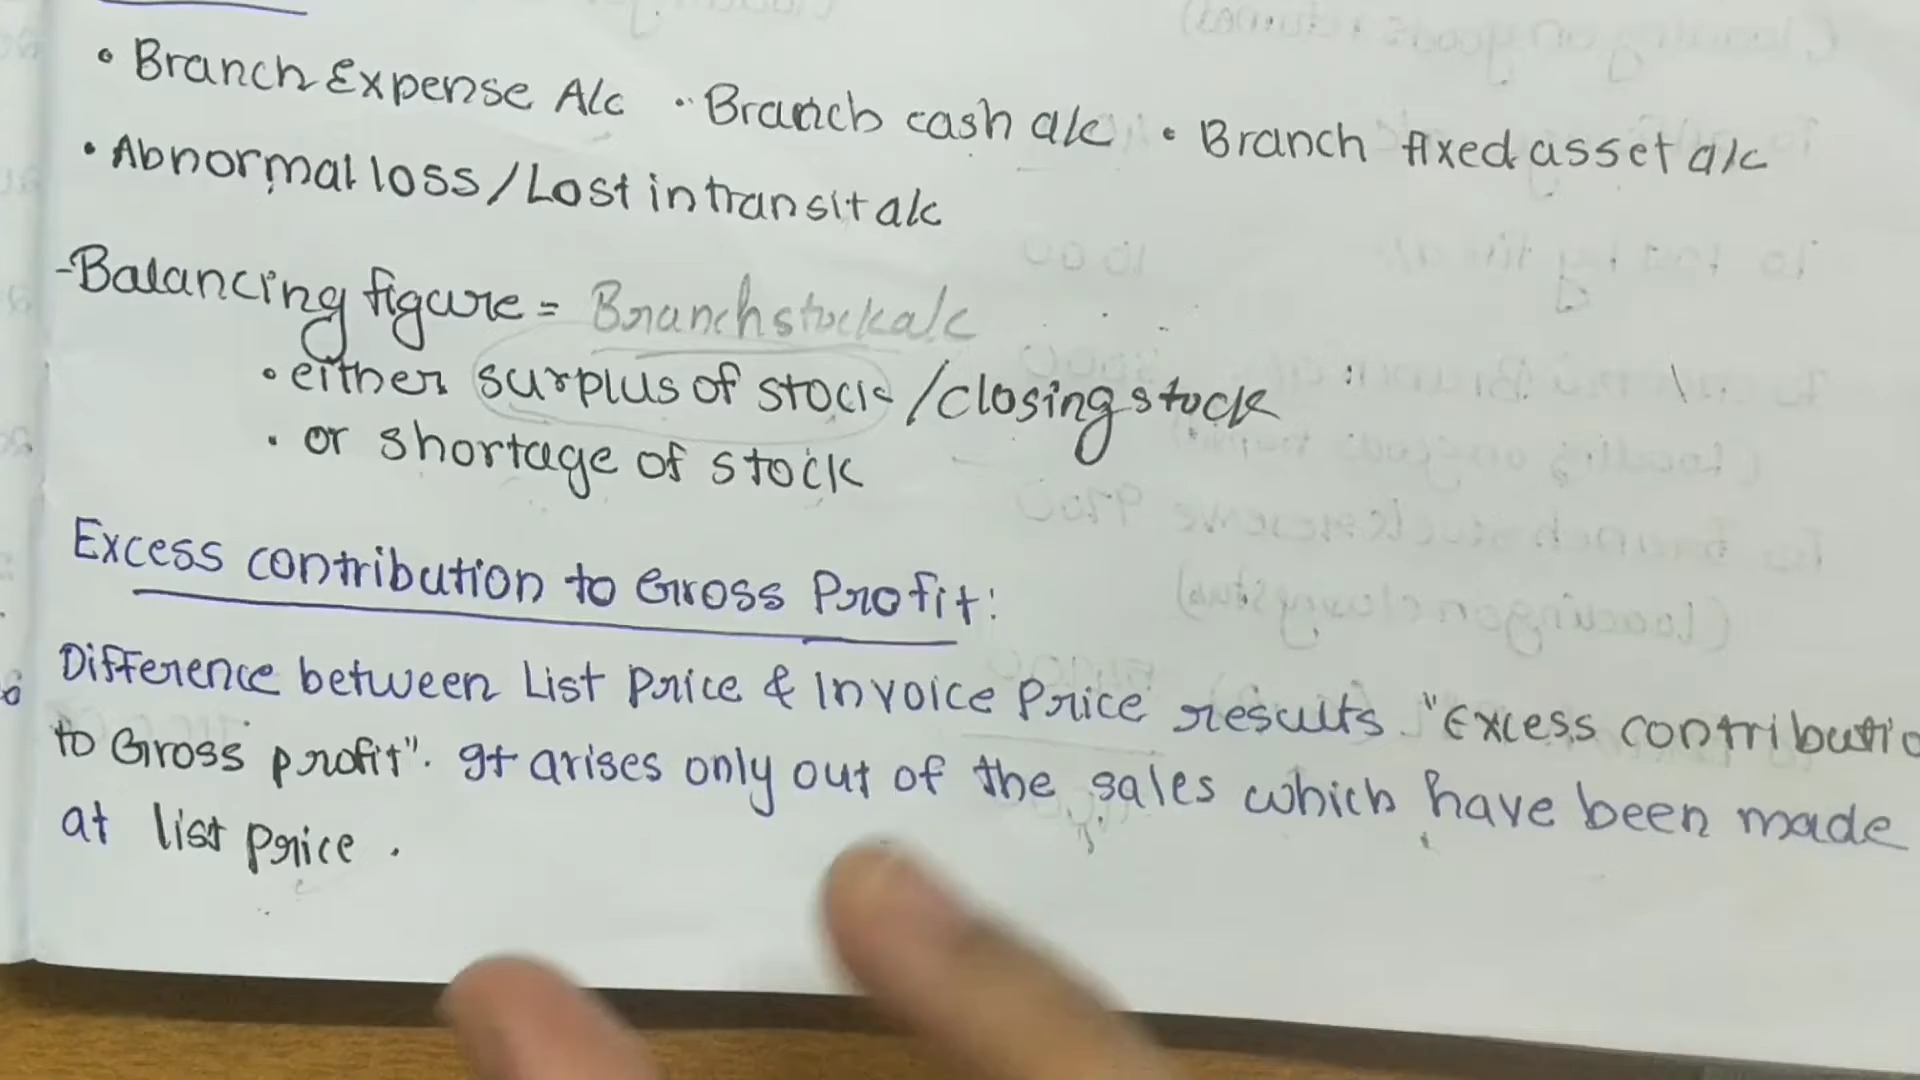 • Branch Expense A/c • Branch cash a/c • Branch fixed asset a/c
• Abnormal loss/Lost in transit a/c
- Balancing figure = Branch stock a/c
• either surplus of stock /closing stock
• or shortage of stock
Excess contribution to Gross Profit:
Difference between List price & Invoice Price results "Excess contributio
to Gross profit". It arises only out of the sales which have been made
at list price.